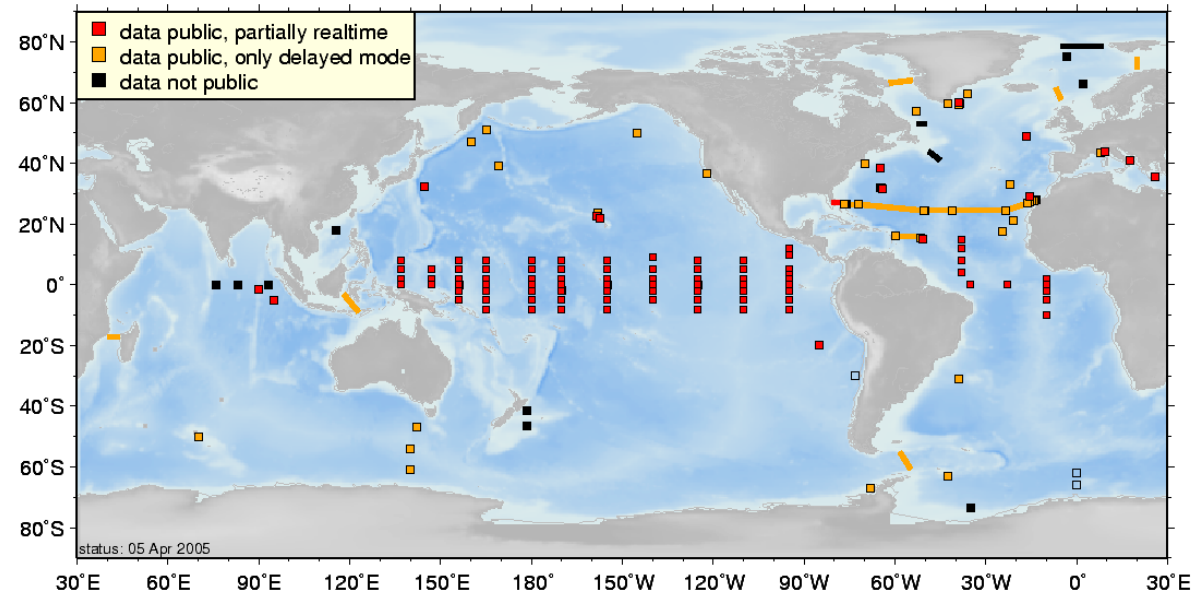 data public, partially realtime
data public, only delayed mode
data not public
80°N
60°N
40°N
20°N
0°
20°S
40°S
60°S
80°S
status: 05 Apr 2005
30°E 60°E 90°E 120°E 150°E 180° 150°W 120°W 90°W 60°W 30°W 0° 30°E